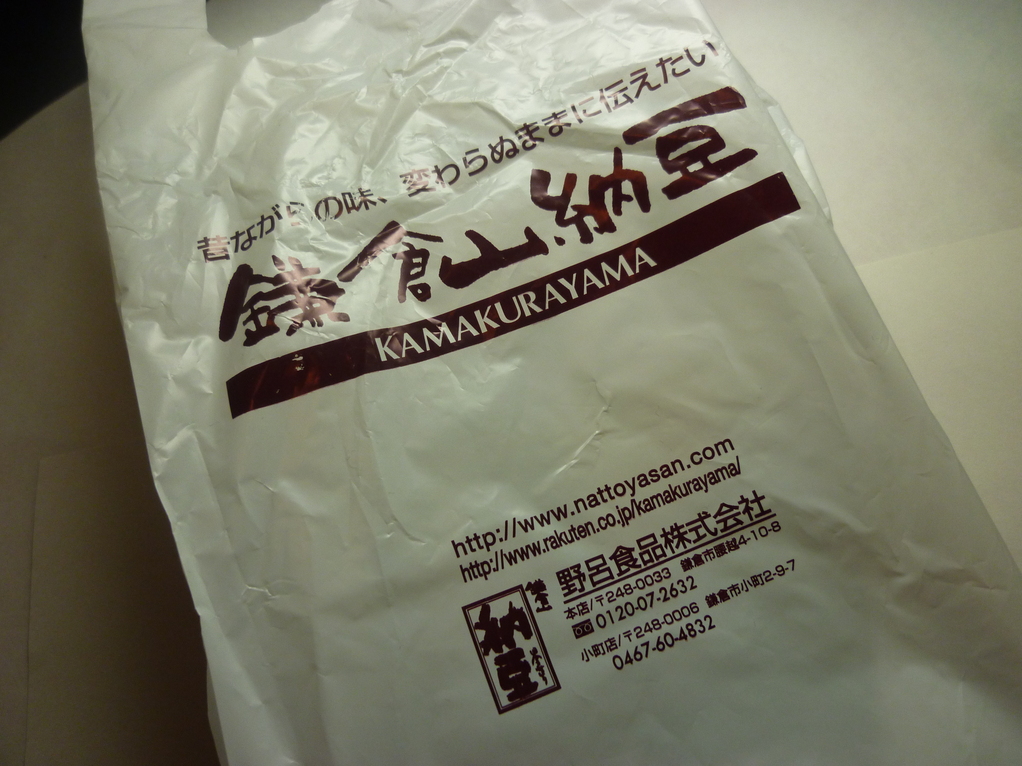 昔ながらの味、変わらぬままに伝えたい
鎌倉山納豆
KAMAKURAYAMA
http://www.nattoyasan.com
http://www.rakuten.co.jp/kamakurayama/
野呂食品株式会社
本店/〒248-0033 鎌倉市腰越4-10-8
0120-07-2632
小町店/〒248-0006 鎌倉市小町2-9-7
0467-60-4832
納豆